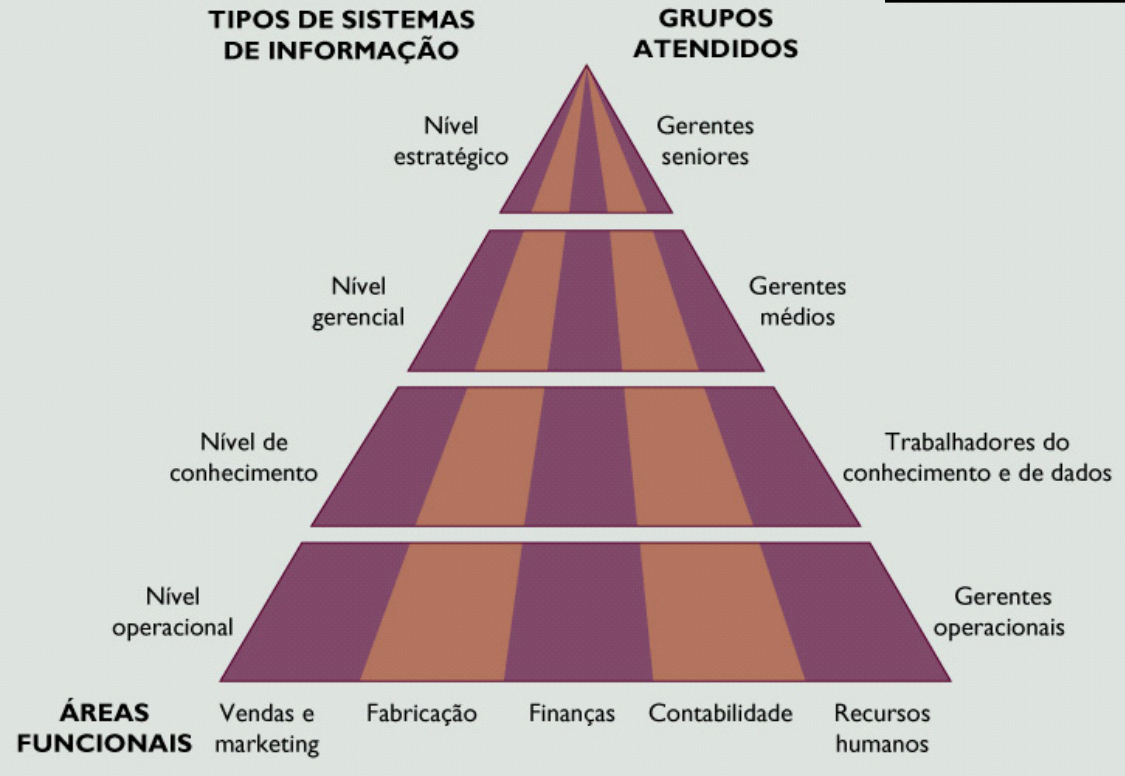 TIPOS DE SISTEMAS
DE INFORMAÇÃO
GRUPOS
ATENDIDOS
Nível
estratégico
Gerentes
seniores
Nível
gerencial
Gerentes
médios
Nível de
conhecimento
Trabalhadores do
conhecimento e de dados
Nível
operacional
Gerentes
operacionais
ÁREAS
FUNCIONAIS
Vendas e
marketing
Fabricação
Finanças
Contabilidade
Recursos
humanos